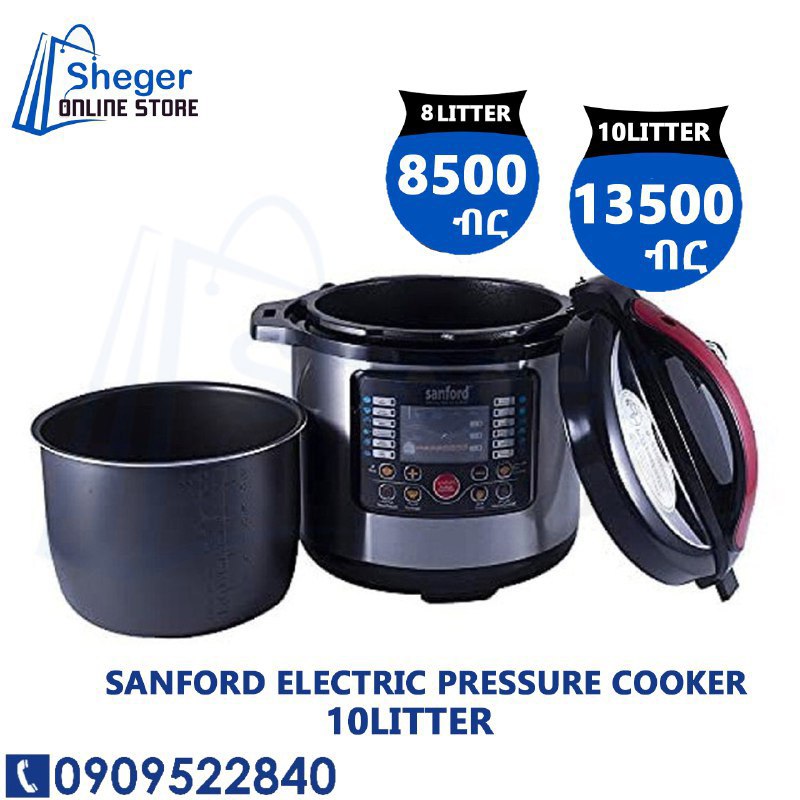 Sheger
ONLINE STORE
8 LITTER
8500
ብር
10LITTER
13500
ብር
sanford
SANFORD ELECTRIC PRESSURE COOKER
10LITTER
0909522840